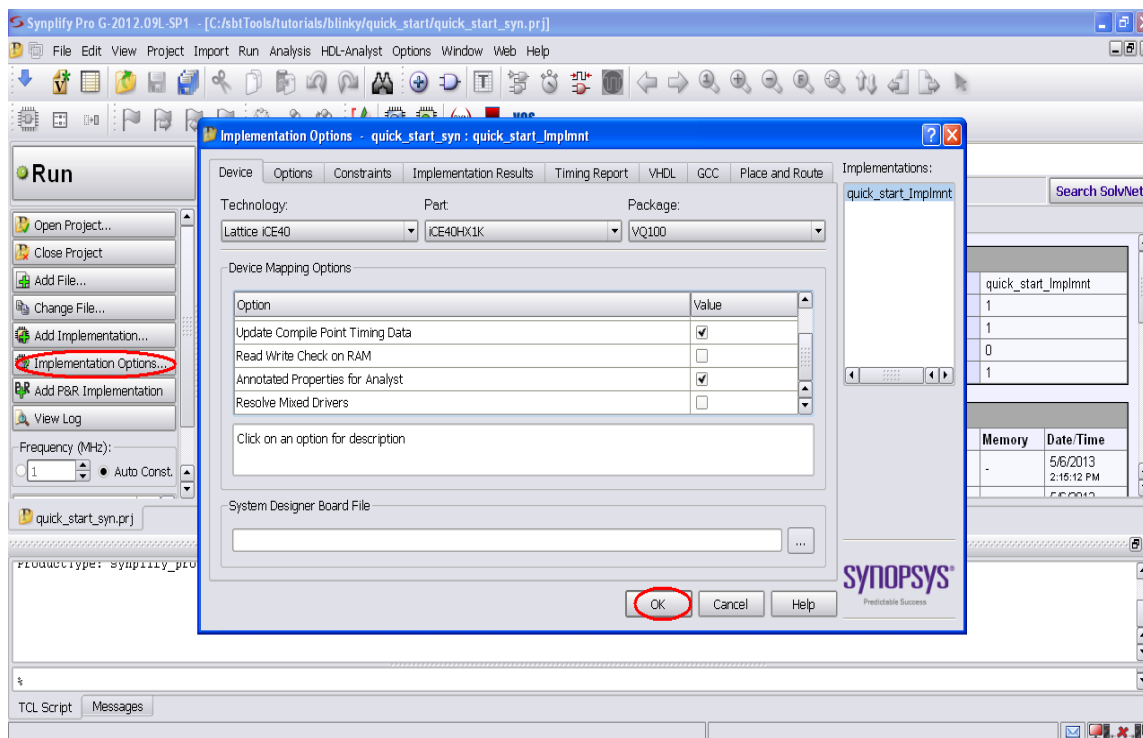 Synplify Pro G-2012.09L-SP1 - [C:/sbtTools/tutorials/blinky/quick_start/quick_start_syn.prj]
File Edit View Project Import Run Analysis HDL-Analyst Options Window Web Help
Implementation Options - quick_start_syn : quick_start_Implmnt
Run
Device Options Constraints Implementation Results Timing Report VHDL GCC Place and Route
Implementations:
quick_start_Implmnt
Search SolvNet
Technology: Part: Package:
Lattice iCE40 iCE40HX1K VQ100
Open Project...
Close Project
Add File...
Change File...
Add Implementation...
Implementation Options...
Add P&R Implementation
View Log
Frequency (MHz):
1 Auto Const.
Device Mapping Options
Option Value
Update Compile Point Timing Data
Read Write Check on RAM
Annotated Properties for Analyst
Resolve Mixed Drivers
Click on an option for description
System Designer Board File
...
OK Cancel Help
SYNOPSYS®
Predictable Success
quick_start_Implmnt
1
1
0
1
Memory Date/Time
- 5/6/2013
2:15:12 PM
quick_start_syn.prj
%
TCL Script Messages